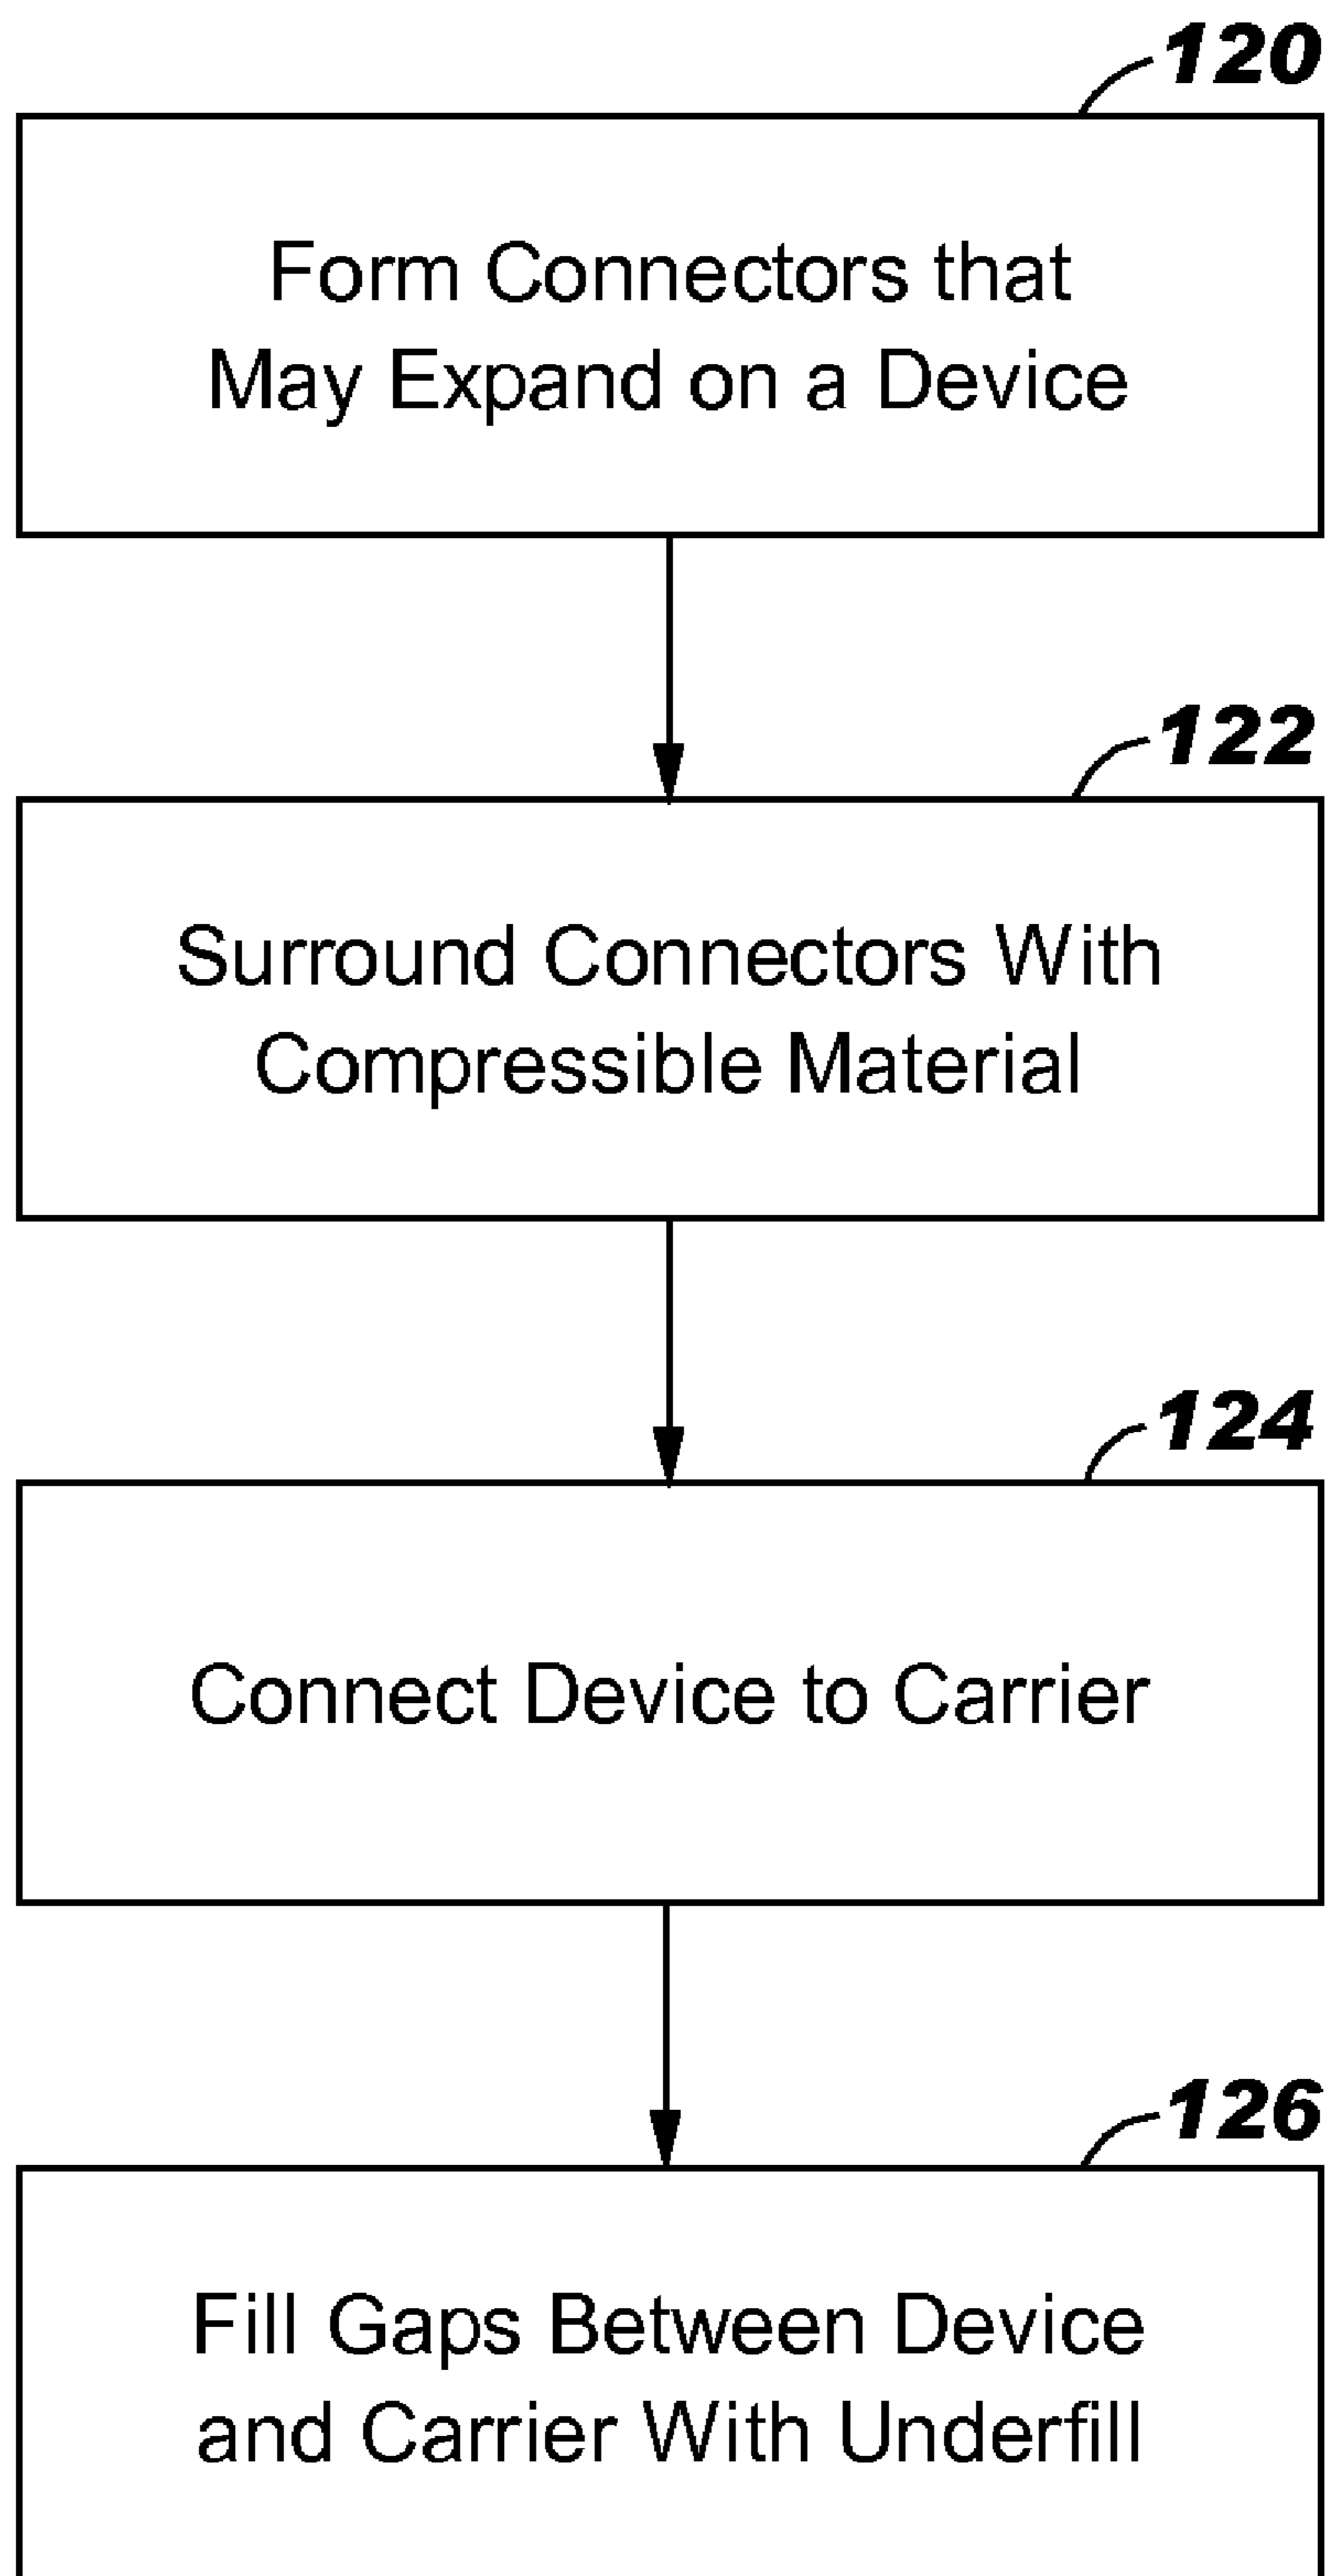 120
Form Connectors that
May Expand on a Device
122
Surround Connectors With
Compressible Material
124
Connect Device to Carrier
126
Fill Gaps Between Device
and Carrier With Underfill